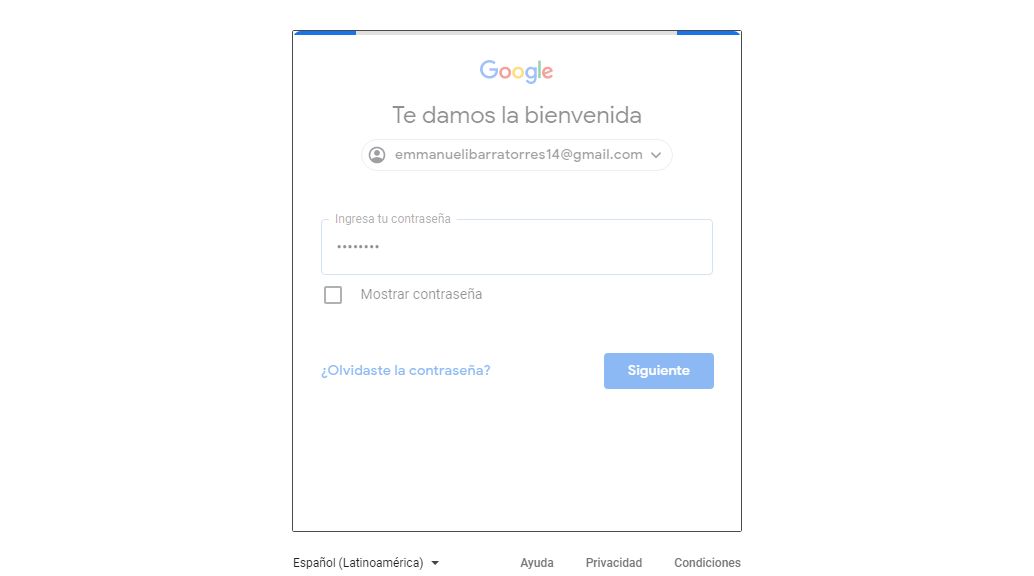 Google
Te damos la bienvenida
emmanuelibarratorres14@gmail.com
Ingresa tu contraseña
••••••••
Mostrar contraseña
¿Olvidaste la contraseña?
Siguiente
Español (Latinoamérica)
Ayuda
Privacidad
Condiciones